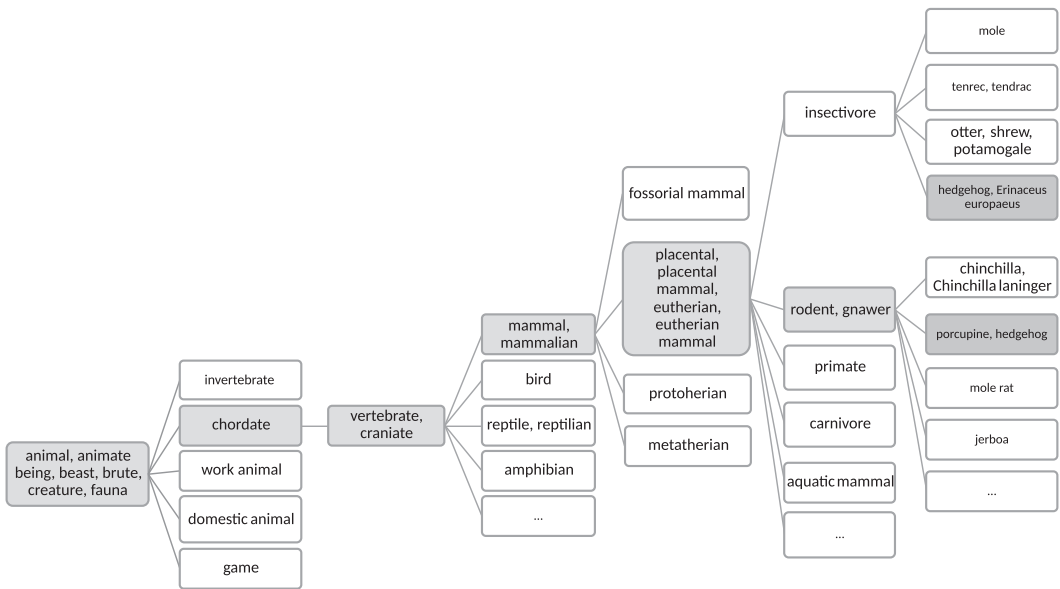 animal, animate
being, beast, brute,
creature, fauna
invertebrate
chordate
work animal
domestic animal
game
vertebrate,
craniate
mammal,
mammalian
bird
reptile, reptilian
amphibian
...
fossorial mammal
placental,
placental
mammal,
eutherian,
eutherian
mammal
protoherian
metatherian
insectivore
rodent, gnawer
primate
carnivore
aquatic mammal
...
mole
tenrec, tendrac
otter, shrew,
potamogale
hedgehog, Erinaceus
europaeus
chinchilla,
Chinchilla laninger
porcupine, hedgehog
mole rat
jerboa
...